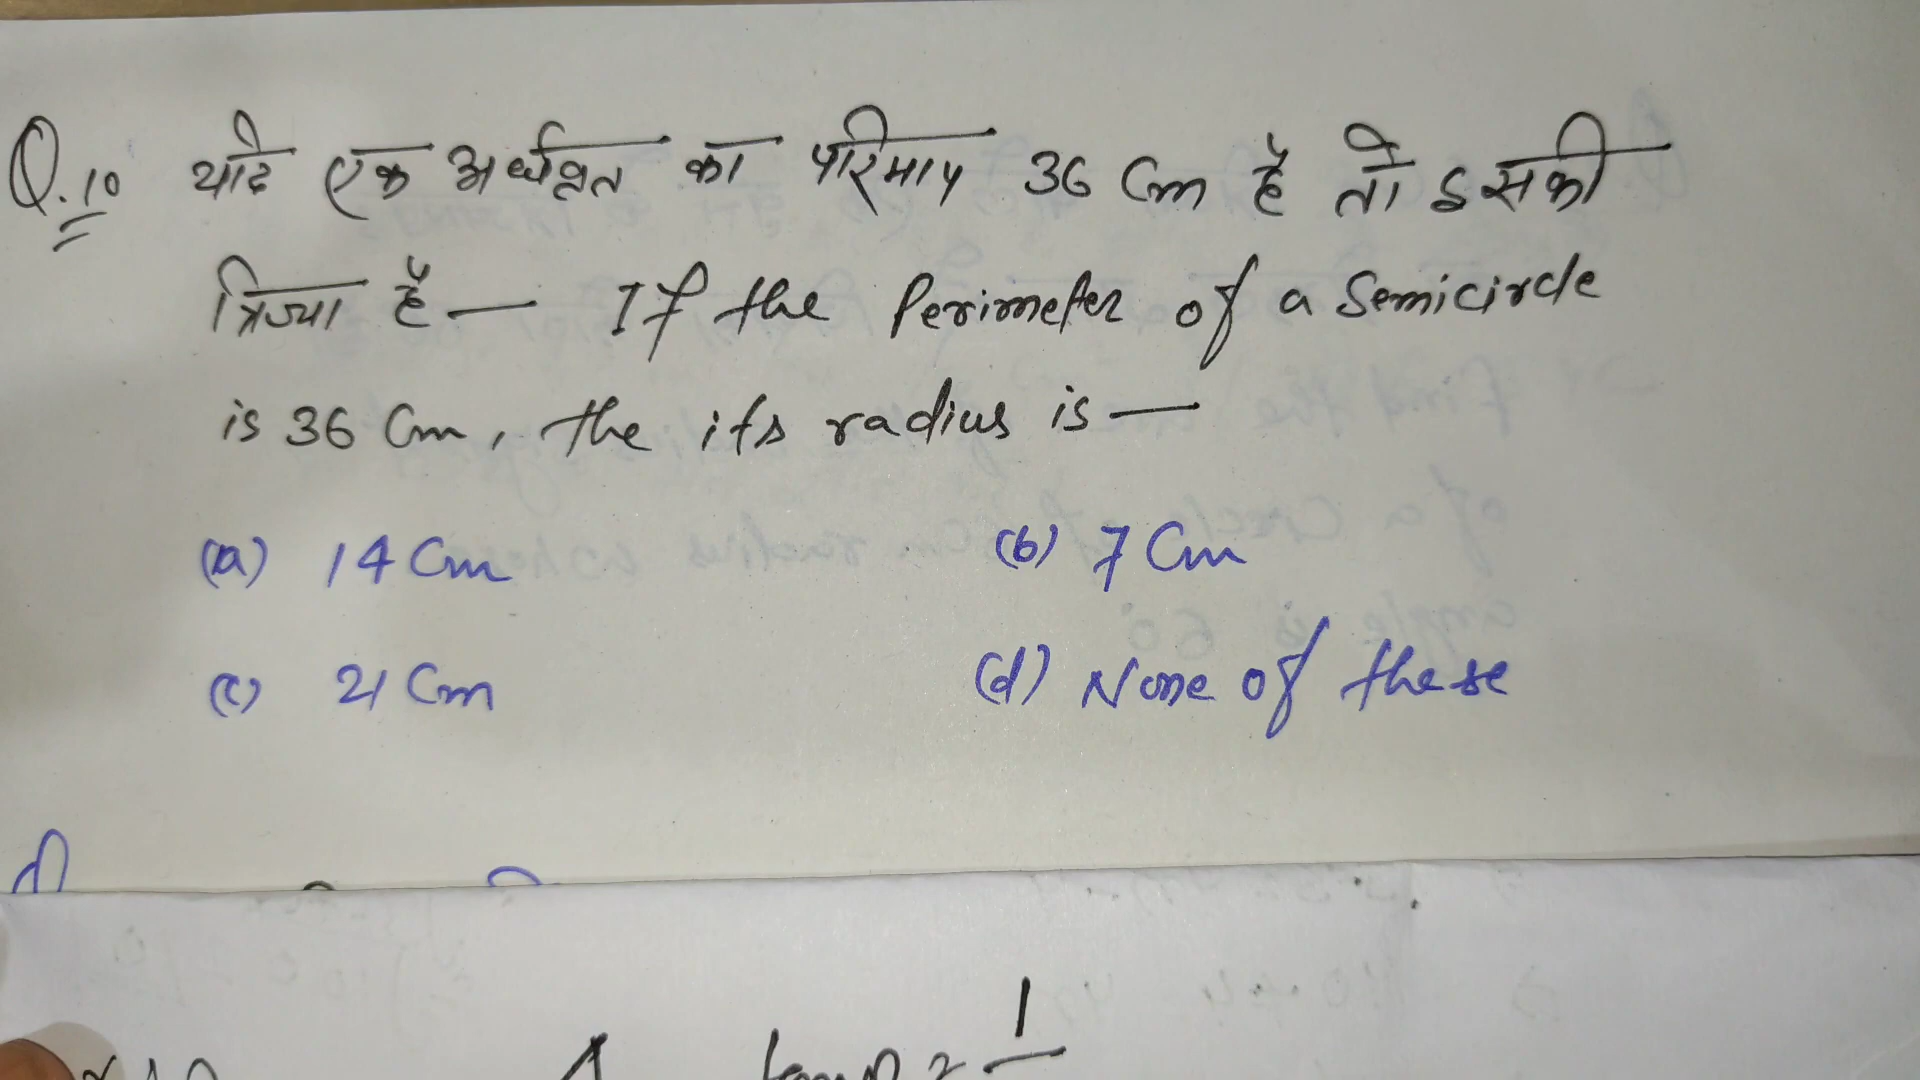 Q.10 यदि एक अर्धवृत का परिमाप 36 Cm है तो इसकी
त्रिज्या है — If the Perimeter of a Semicircle
is 36 Cm, the its radius is —
(a) 14 Cm (b) 7 Cm
(c) 21 Cm (d) None of these
1